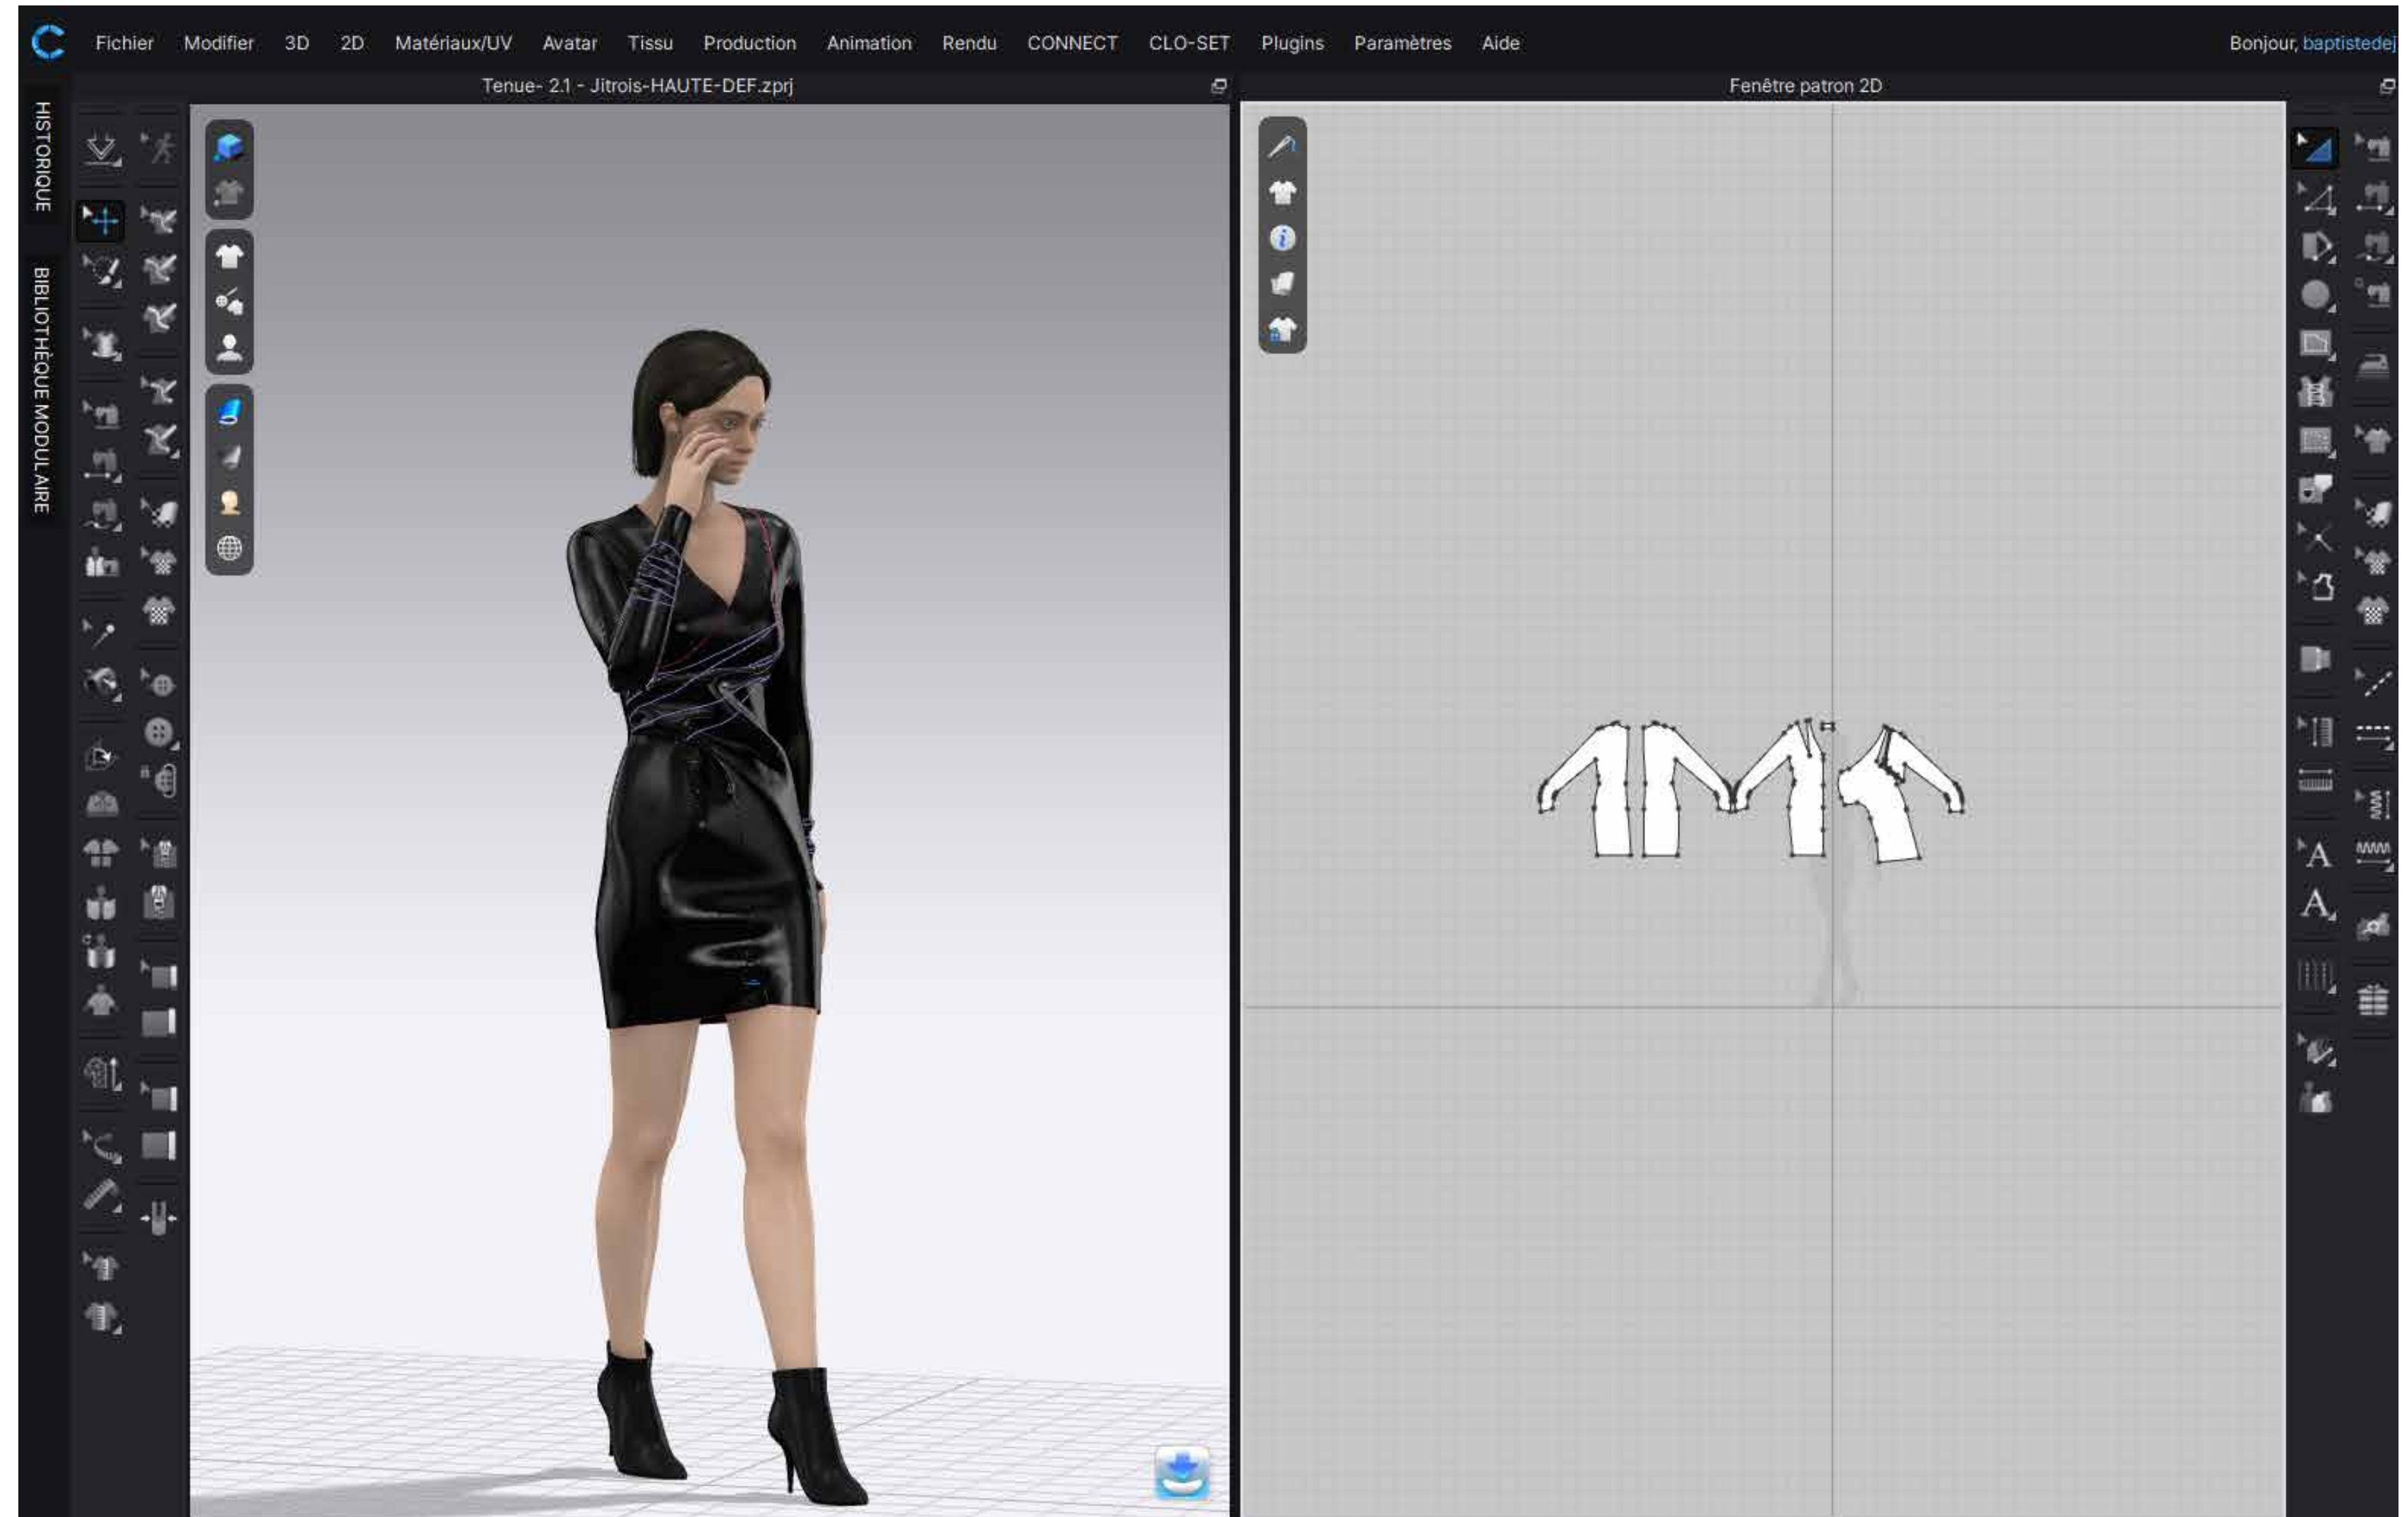 Fichier Modifier 3D 2D Matériaux/UV Avatar Tissu Production Animation Rendu CONNECT CLO-SET Plugins Paramètres Aide Bonjour, baptistedej
Tenue- 2.1 - Jitrois-HAUTE-DEF.zprj
Fenêtre patron 2D
HISTORIQUE
BIBLIOTHÈQUE MODULAIRE
A
A